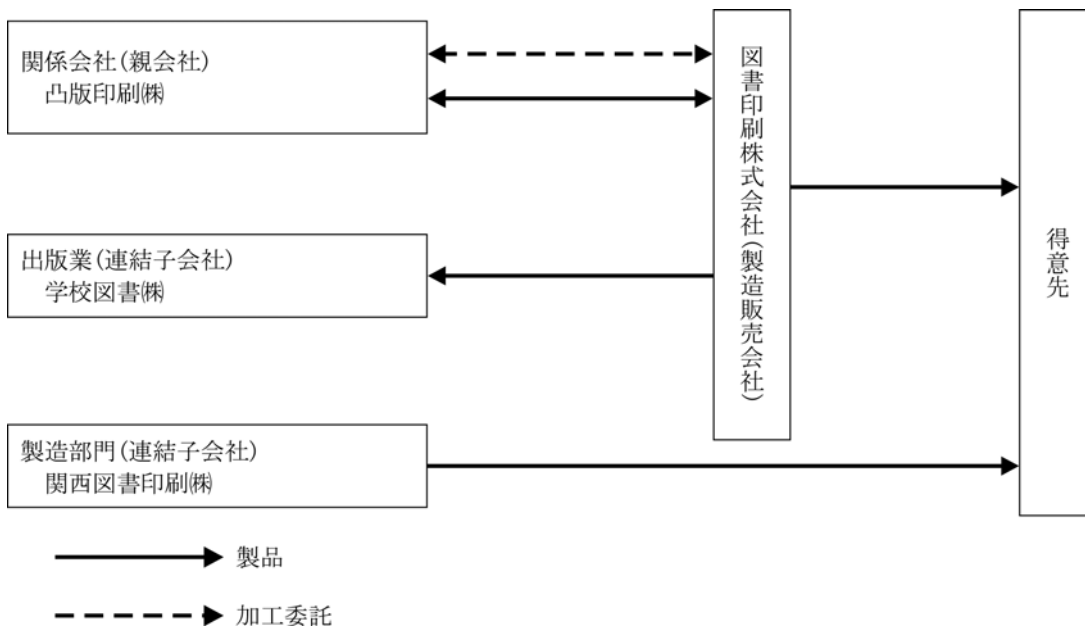 関係会社(親会社)
凸版印刷㈱
出版業(連結子会社)
学校図書㈱
製造部門(連結子会社)
関西図書印刷㈱
図書印刷株式会社(製造販売会社)
得意先
製品
加工委託